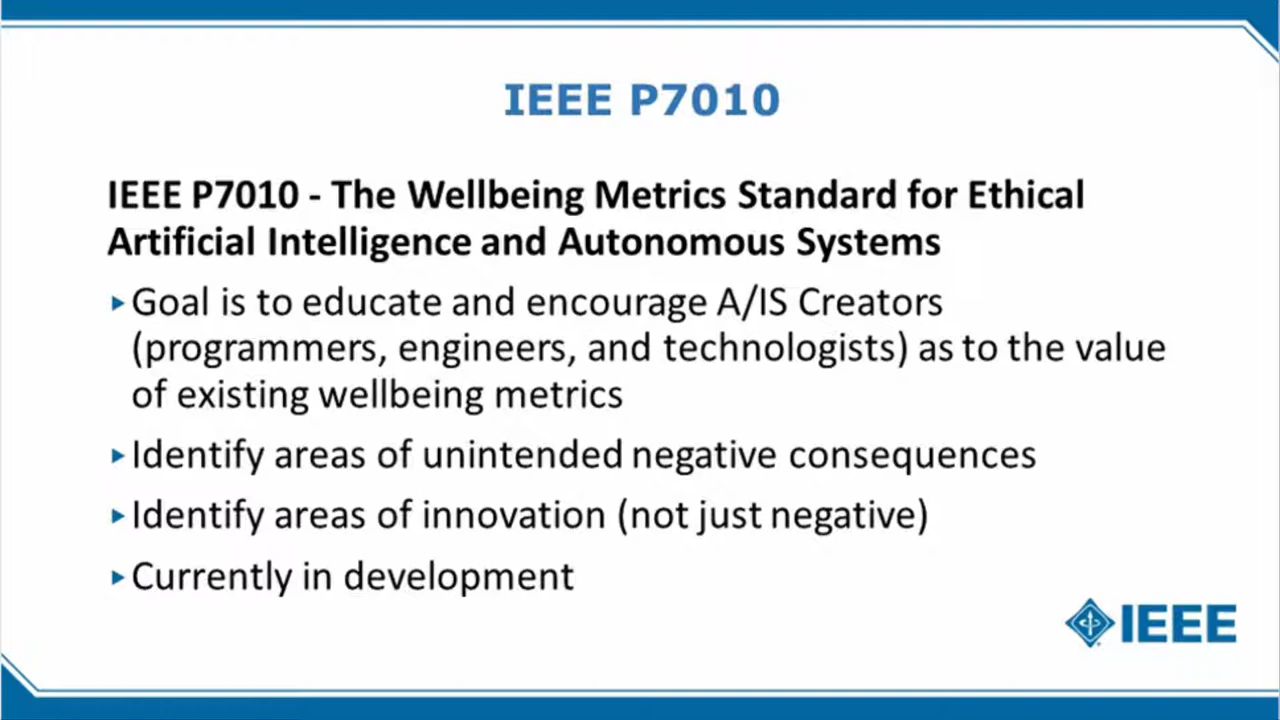 IEEE P7010
IEEE P7010 - The Wellbeing Metrics Standard for Ethical
Artificial Intelligence and Autonomous Systems
▸Goal is to educate and encourage A/IS Creators
(programmers, engineers, and technologists) as to the value
of existing wellbeing metrics
▸Identify areas of unintended negative consequences
▸Identify areas of innovation (not just negative)
▸Currently in development
IEEE